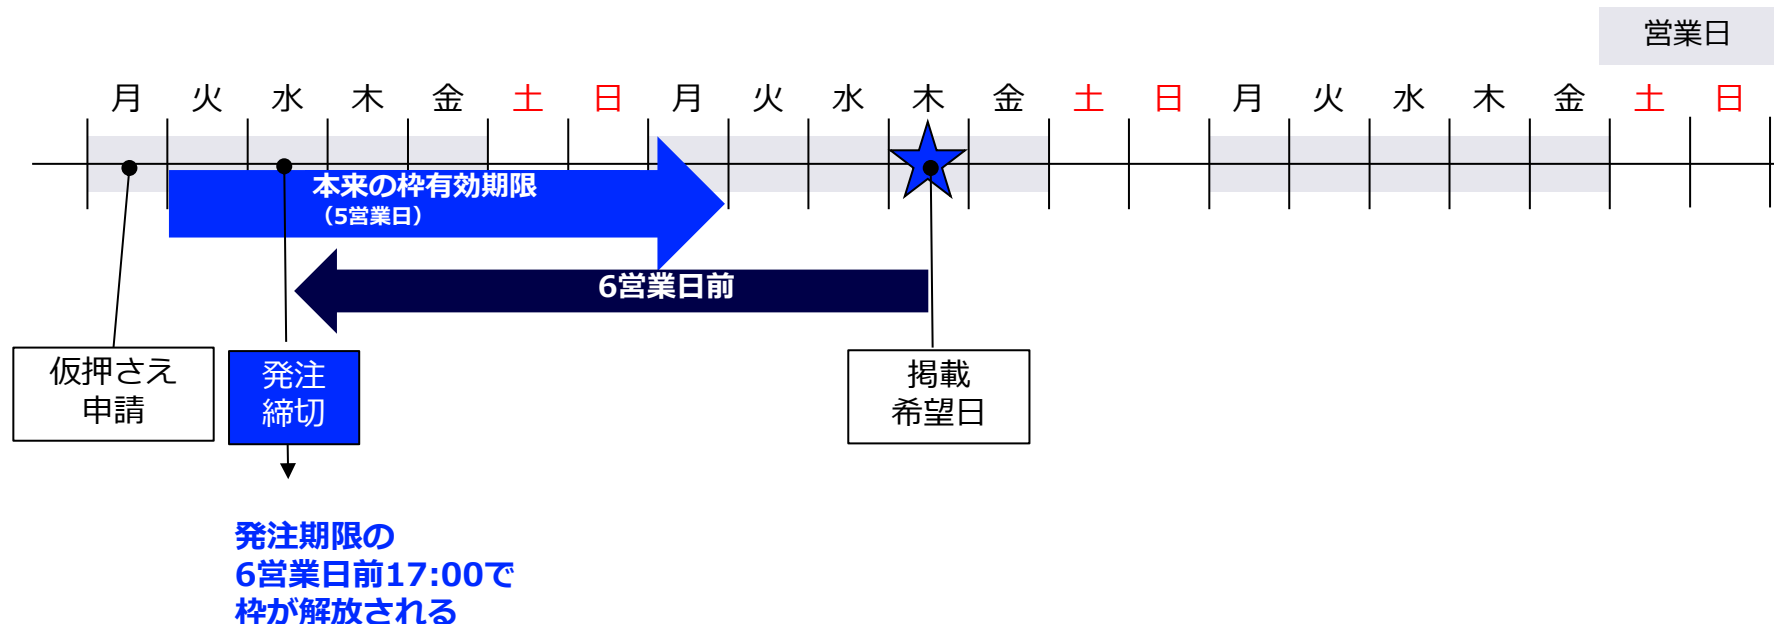 営業日
月 火 水 木 金 土 日 月 火 水 木 金 土 日 月 火 水 木 金 土 日
本来の枠有効期限
（5営業日）
6営業日前
仮押さえ
申請
発注
締切
掲載
希望日
発注期限の
6営業日前17:00で
枠が解放される